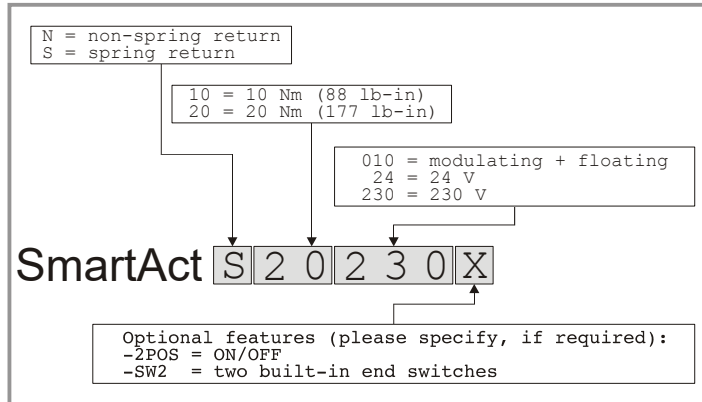 N = non-spring return
S = spring return
10 = 10 Nm (88 lb-in)
20 = 20 Nm (177 lb-in)
010 = modulating + floating
24 = 24 V
230 = 230 V
SmartAct S 2 0 2 3 0 X
Optional features (please specify, if required):
-2POS = ON/OFF
-SW2 = two built-in end switches